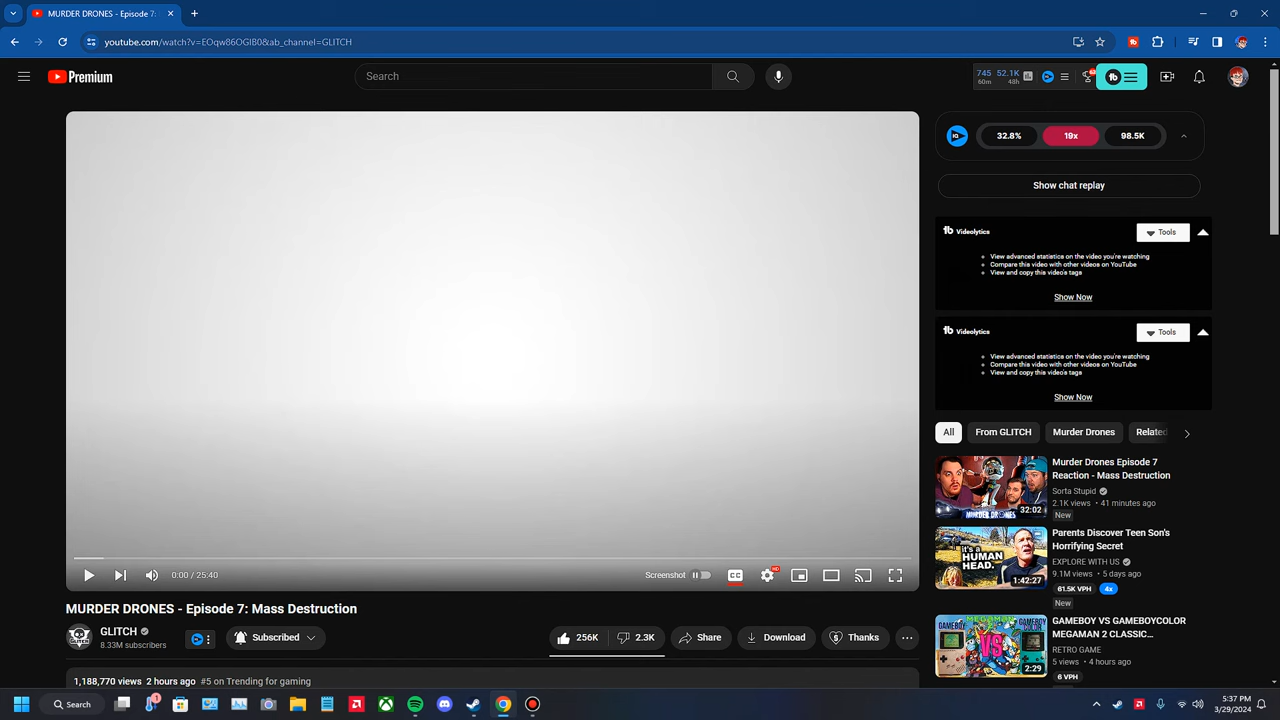 MURDER DRONES - Episode 7:
youtube.com/watch?v=EOqw86OGIB0&ab_channel=GLITCH
Premium
Search
745 52.1K
60m 48h
32.8% 19x 98.5K
Show chat replay
Videolytics
Tools
View advanced statistics on the video you're watching
Compare this video with other videos on YouTube
View and copy this video's tags
Show Now
Videolytics
Tools
View advanced statistics on the video you're watching
Compare this video with other videos on YouTube
View and copy this video's tags
Show Now
All From GLITCH Murder Drones Related
MURDER DRONES
32:02
Murder Drones Episode 7
Reaction - Mass Destruction
Sorta Stupid
2.1K views • 41 minutes ago
New
it's a
HUMAN
HEAD.
1:42:27
Parents Discover Teen Son's
Horrifying Secret
EXPLORE WITH US
9.1M views • 5 days ago
61.5K VPH 4x
New
GAMEBOY
VS
2:29
GAMEBOY VS GAMEBOYCOLOR
MEGAMAN 2 CLASSIC...
RETRO GAME
5 views • 4 hours ago
6 VPH
0:00 / 25:40
Screenshot
CC
HD
MURDER DRONES - Episode 7: Mass Destruction
GLITCH
8.33M subscribers
Subscribed
256K 2.3K
Share
Download
Thanks
1,188,770 views 2 hours ago #5 on Trending for gaming
Search
5:37 PM
3/29/2024